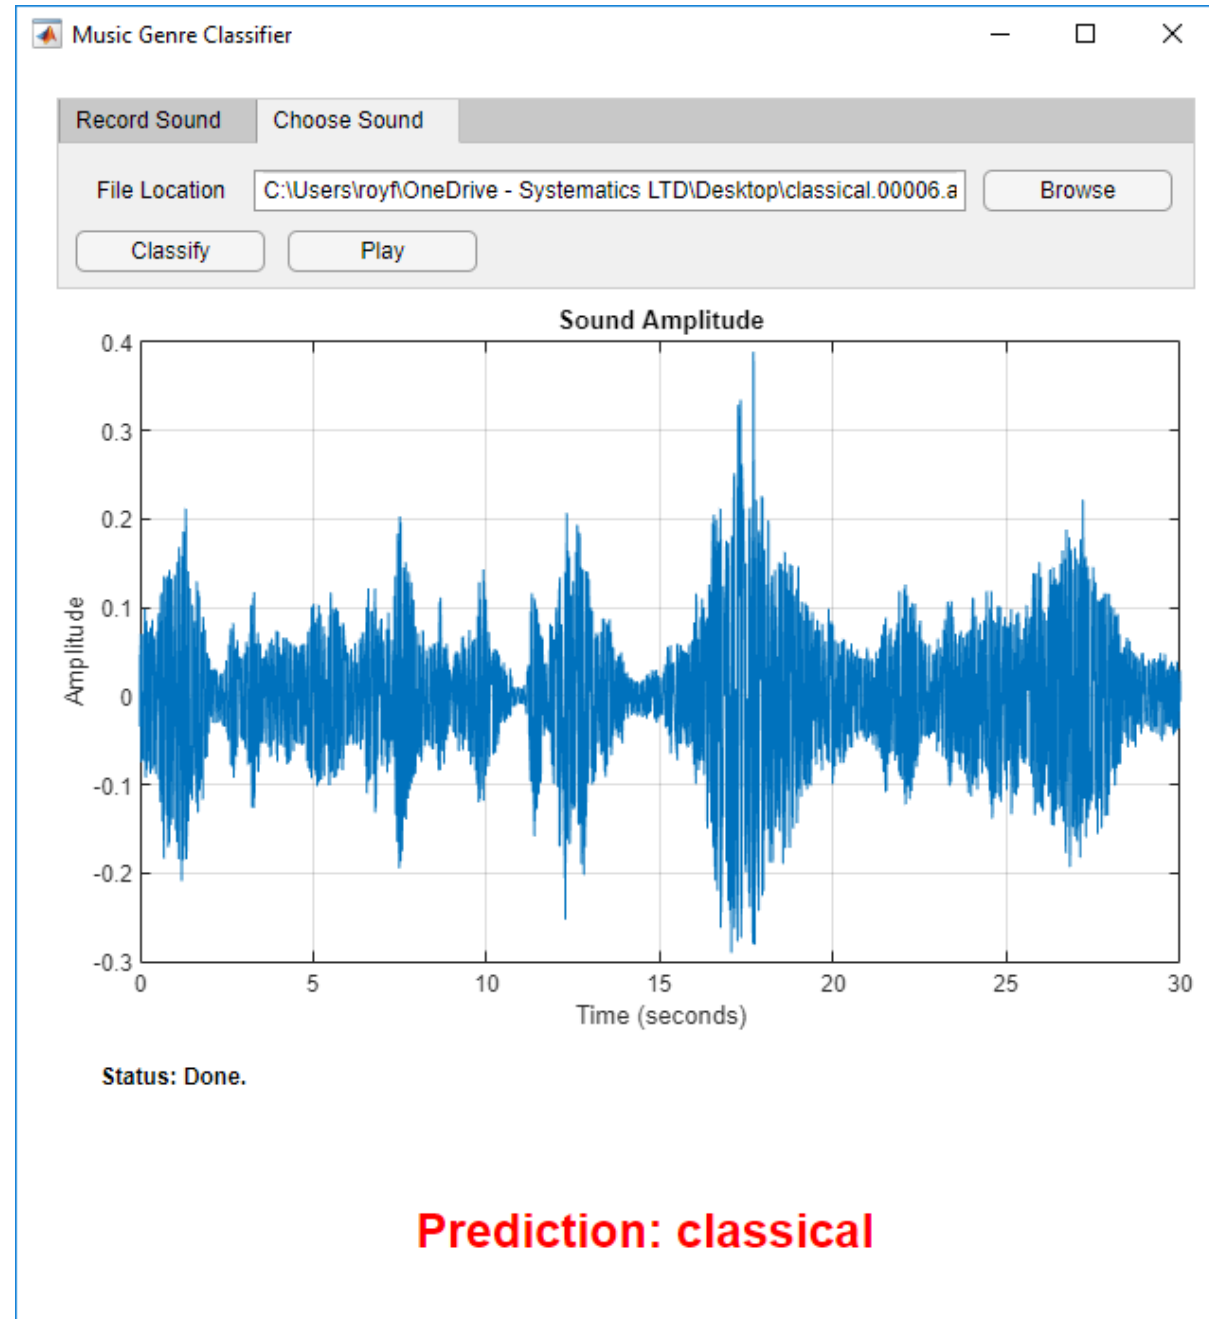 Music Genre Classifier
Record Sound Choose Sound
File Location C:\Users\royf\OneDrive - Systematics LTD\Desktop\classical.00006.a Browse
Classify Play
Sound Amplitude
0.4
0.3
0.2
0.1
0
-0.1
-0.2
-0.3
Amplitude
0 5 10 15 20 25 30
Time (seconds)
Status: Done.
Prediction: classical